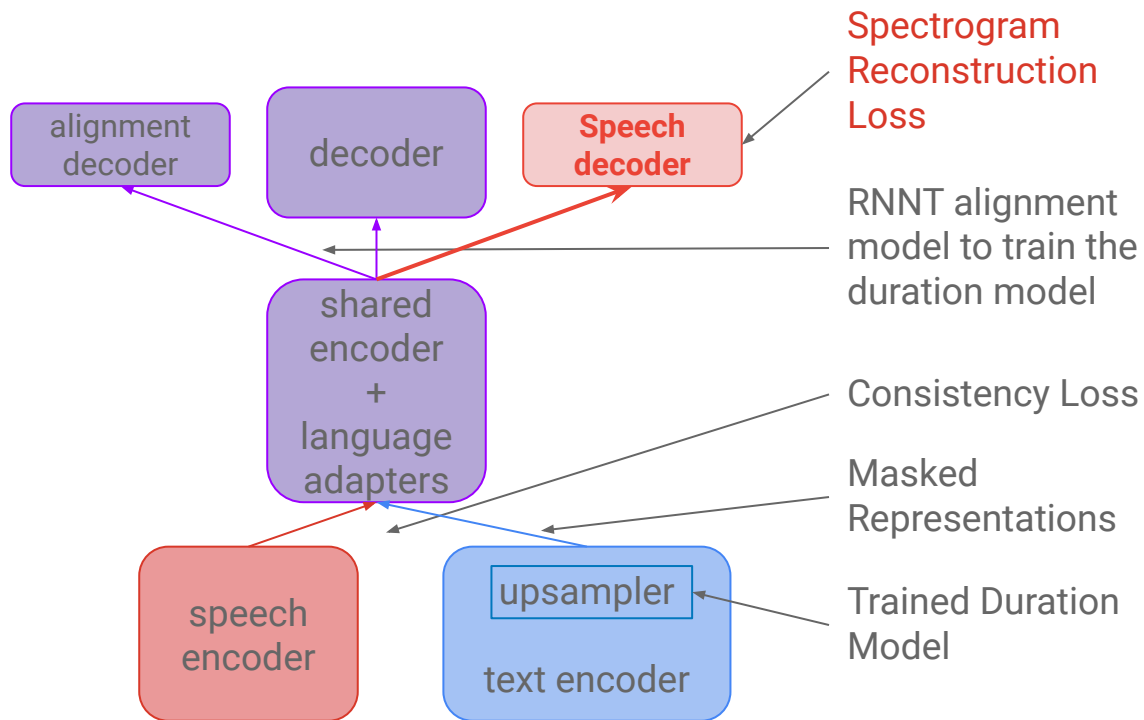 Spectrogram
Reconstruction
Loss
alignment
decoder
decoder
Speech
decoder
RNNT alignment
model to train the
duration model
shared
encoder
+
language
adapters
Consistency Loss
Masked
Representations
speech
encoder
upsampler
text encoder
Trained Duration
Model